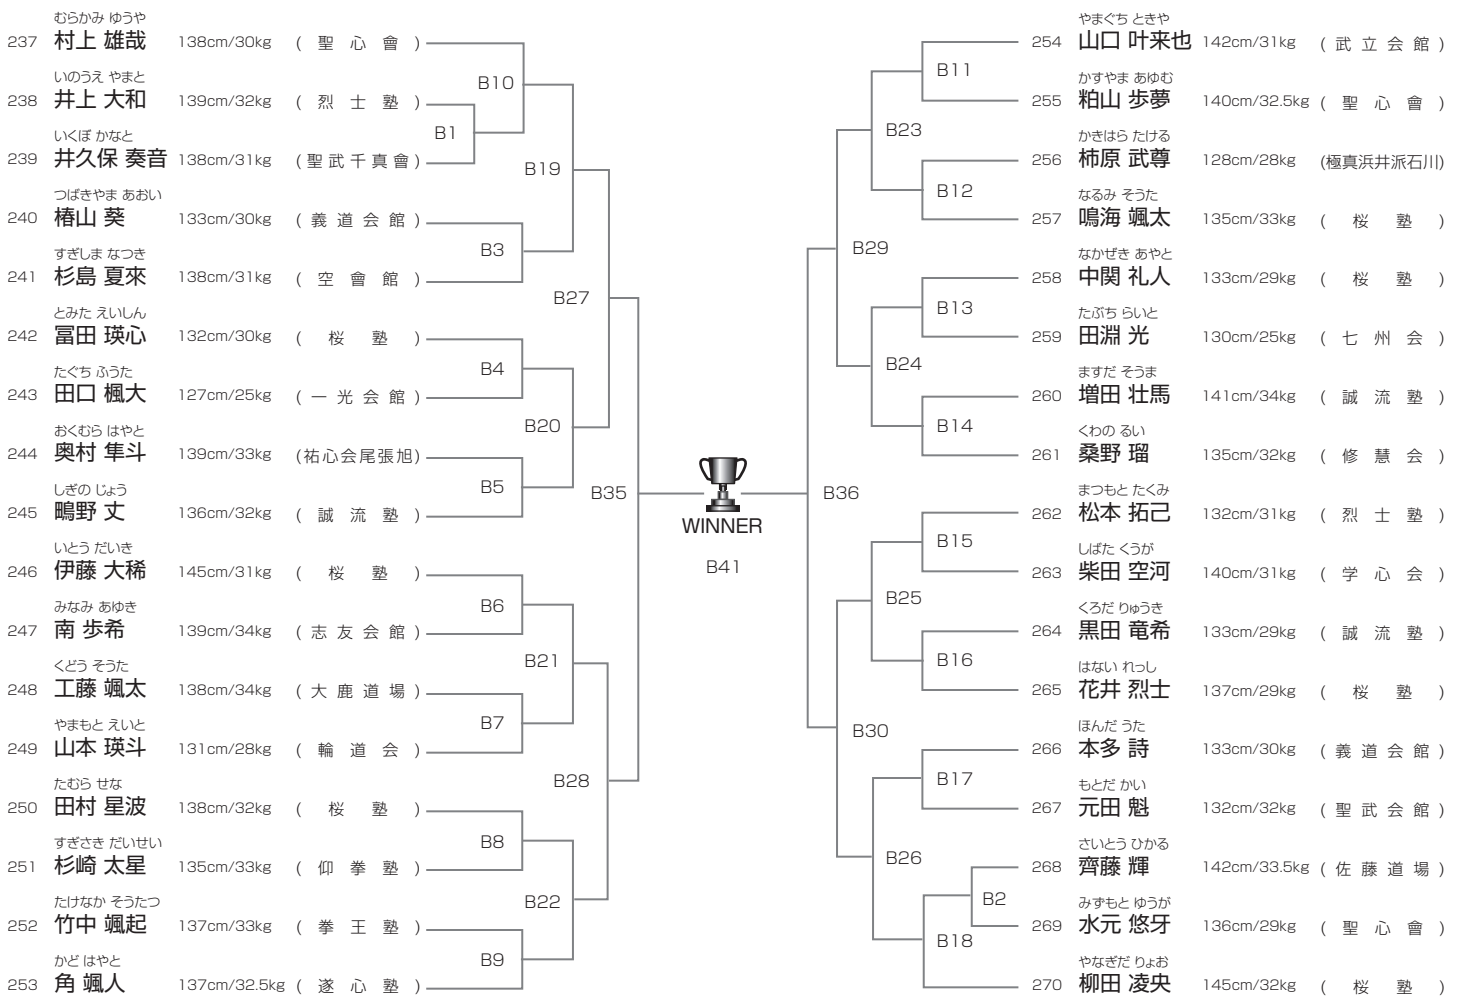 むらかみ ゆうや
237 村上 雄哉 138cm/30kg (聖心會)
いのうえ やまと
238 井上 大和 139cm/32kg (烈士塾)
いくぼ かなと
239 井久保 奏音 138cm/31kg (聖武千真會)
つばきやま あおい
240 椿山 葵 133cm/30kg (義道会館)
すぎしま なつき
241 杉島 夏來 138cm/31kg (空會館)
とみた えいしん
242 冨田 瑛心 132cm/30kg (桜塾)
たぐち ふうた
243 田口 楓大 127cm/25kg (一光会館)
おくむら はやと
244 奥村 隼斗 139cm/33kg (祐心会尾張旭)
しぎの じょう
245 鴫野 丈 136cm/32kg (誠流塾)
いとう だいき
246 伊藤 大稀 145cm/31kg (桜塾)
みなみ あゆき
247 南 歩希 139cm/34kg (志友会館)
くどう そうた
248 工藤 颯太 138cm/34kg (大鹿道場)
やまもと えいと
249 山本 瑛斗 131cm/28kg (輪道会)
たむら せな
250 田村 星波 138cm/32kg (桜塾)
すぎさき だいせい
251 杉崎 太星 135cm/33kg (仰拳塾)
たけなか そうたつ
252 竹中 颯起 137cm/33kg (拳王塾)
かど はやと
253 角 颯人 137cm/32.5kg (遂心塾)
B1
B10
B3
B4
B5
B6
B7
B8
B9
B19
B20
B21
B22
B27
B28
B35
WINNER
B41
B36
B29
B30
B23
B24
B25
B26
B11
B12
B13
B14
B15
B16
B17
B18
B2
やまぐち ときや
254 山口 叶来也 142cm/31kg (武立会館)
かすやま あゆむ
255 粕山 歩夢 140cm/32.5kg (聖心會)
かきはら たける
256 柿原 武尊 128cm/28kg (極真浜井派石川)
なるみ そうた
257 鳴海 颯太 135cm/33kg (桜塾)
なかぜき あやと
258 中関 礼人 133cm/29kg (桜塾)
たぶち らいと
259 田淵 光 130cm/25kg (七州会)
ますだ そうま
260 増田 壮馬 141cm/34kg (誠流塾)
くわの るい
261 桑野 瑠 135cm/32kg (修慧会)
まつもと たくみ
262 松本 拓己 132cm/31kg (烈士塾)
しばた くうが
263 柴田 空河 140cm/31kg (学心会)
くろだ りゅうき
264 黒田 竜希 133cm/29kg (誠流塾)
はない れっし
265 花井 烈士 137cm/29kg (桜塾)
ほんだ うた
266 本多 詩 133cm/30kg (義道会館)
もとだ かい
267 元田 魁 132cm/32kg (聖武会館)
さいとう ひかる
268 齊藤 輝 142cm/33.5kg (佐藤道場)
みずもと ゆうが
269 水元 悠牙 136cm/29kg (聖心會)
やなぎだ りょお
270 柳田 凌央 145cm/32kg (桜塾)